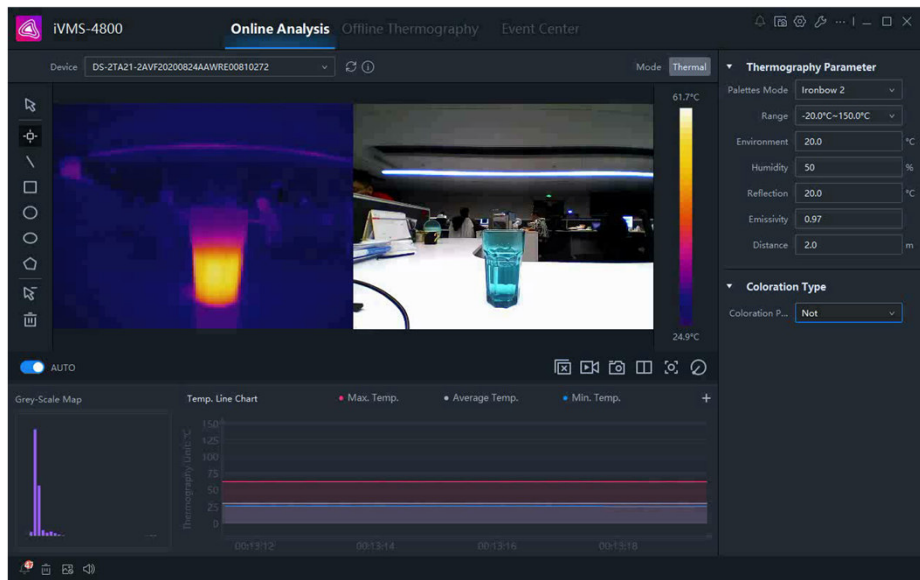 iVMS-4800
Online Analysis
Offline Thermography
Event Center
Device
DS-2TA21-2AVF20200824AAWRE00810272
Mode
Thermal
61.7°C
24.9°C
Thermography Parameter
Palettes Mode
Ironbow 2
Range
-20.0°C~150.0°C
Environment
20.0
°C
Humidity
50
%
Reflection
20.0
°C
Emissivity
0.97
Distance
2.0
m
Coloration Type
Coloration P...
Not
AUTO
Grey-Scale Map
Temp. Line Chart
Max. Temp.
Average Temp.
Min. Temp.
Thermography Unit: °C
150
125
100
75
50
25
0
00:13:12
00:13:14
00:13:16
00:13:18
47